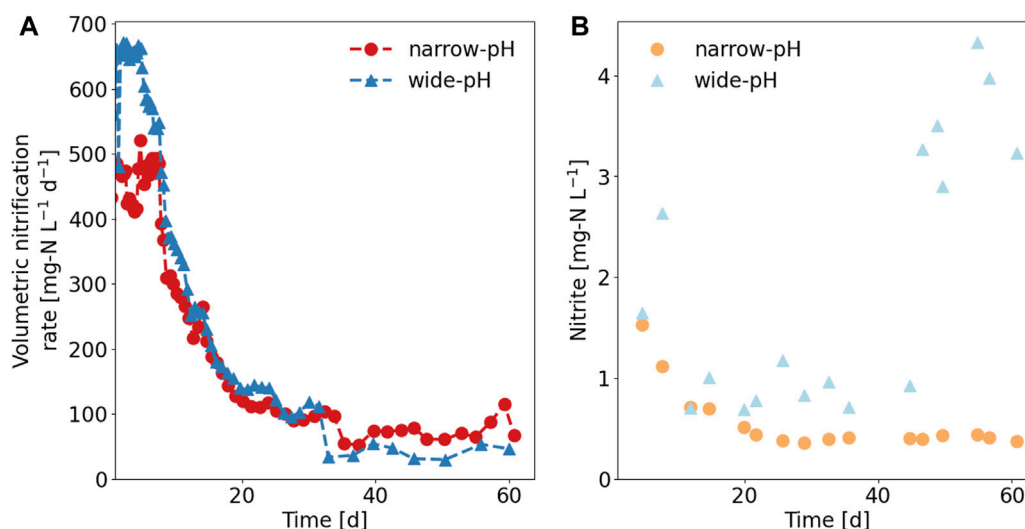 A
700
600
500
400
300
200
100
0
Volumetric nitrification
rate [mg-N L⁻¹ d⁻¹]
narrow-pH
wide-pH
20
40
60
Time [d]
B
4
3
2
1
0
Nitrite [mg-N L⁻¹]
narrow-pH
wide-pH
20
40
60
Time [d]